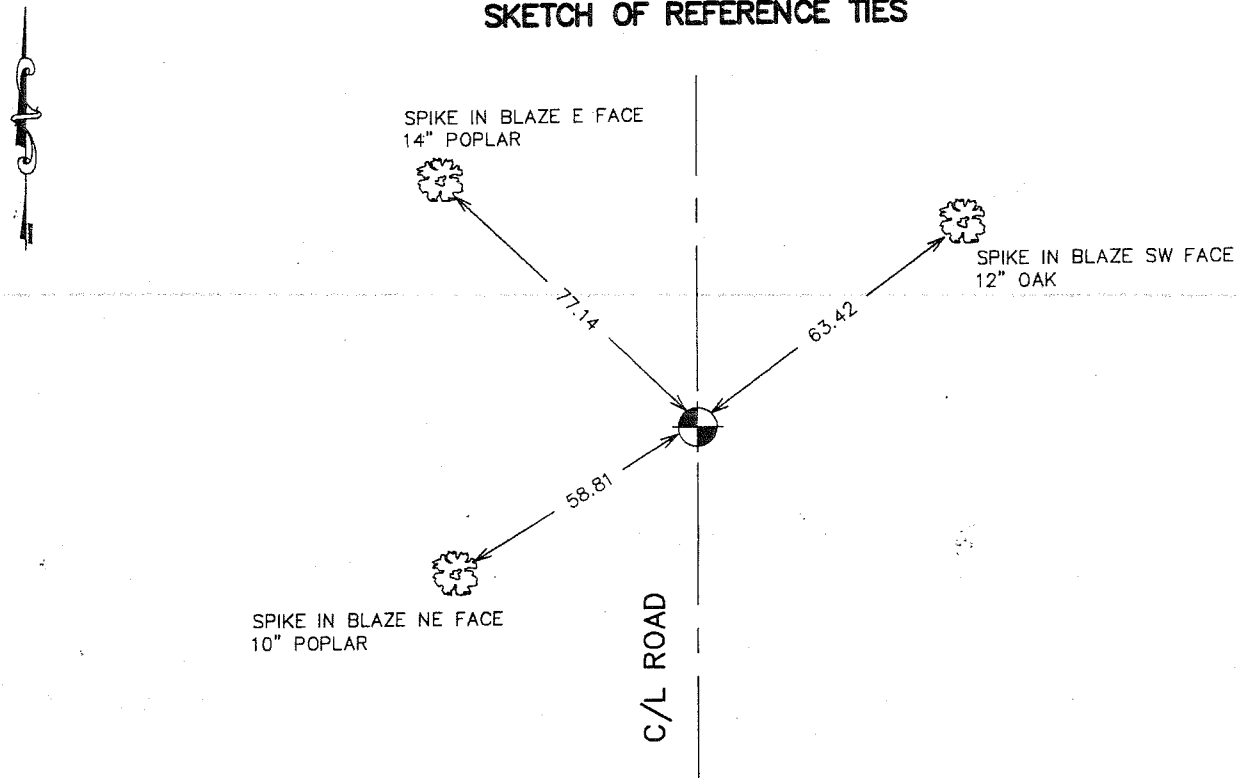 SKETCH OF REFERENCE TIES
SPIKE IN BLAZE E FACE
14" POPLAR
SPIKE IN BLAZE SW FACE
12" OAK
77.14
63.42
58.81
SPIKE IN BLAZE NE FACE
10" POPLAR
C/L ROAD